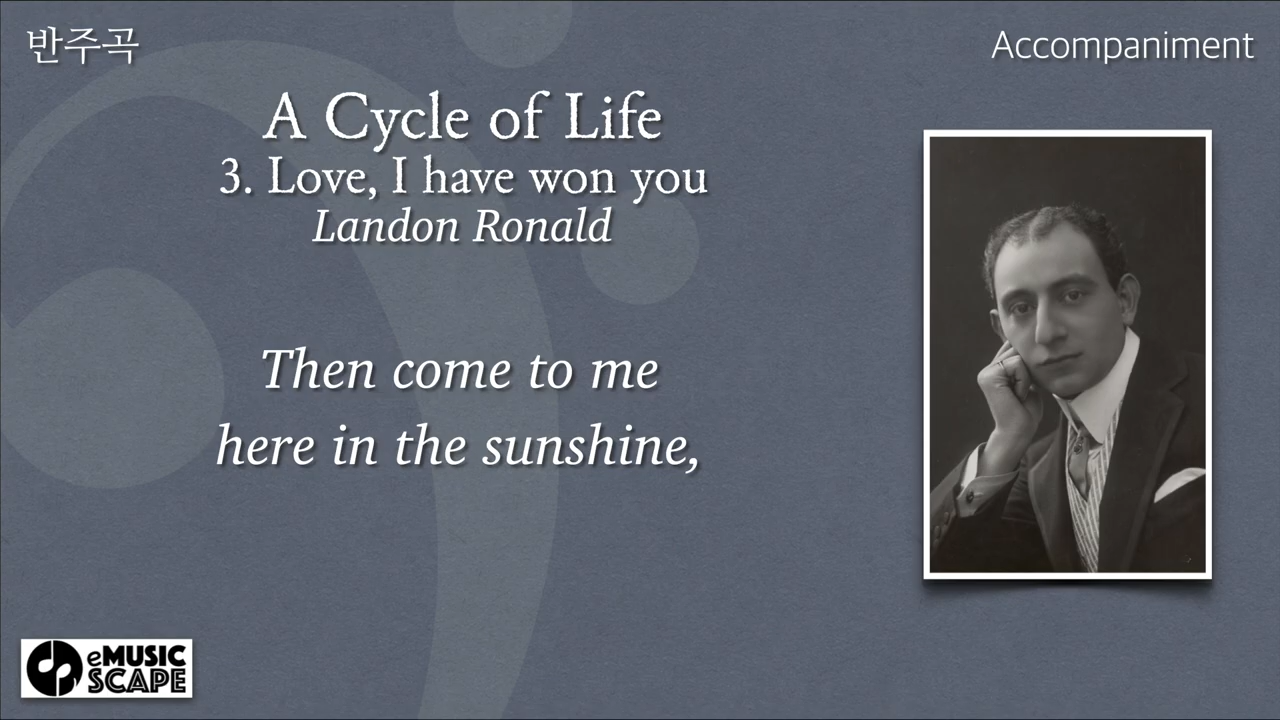 반주곡
Accompaniment
A Cycle of Life
3. Love, I have won you
Landon Ronald
Then come to me
here in the sunshine,
eMUSIC
SCAPE